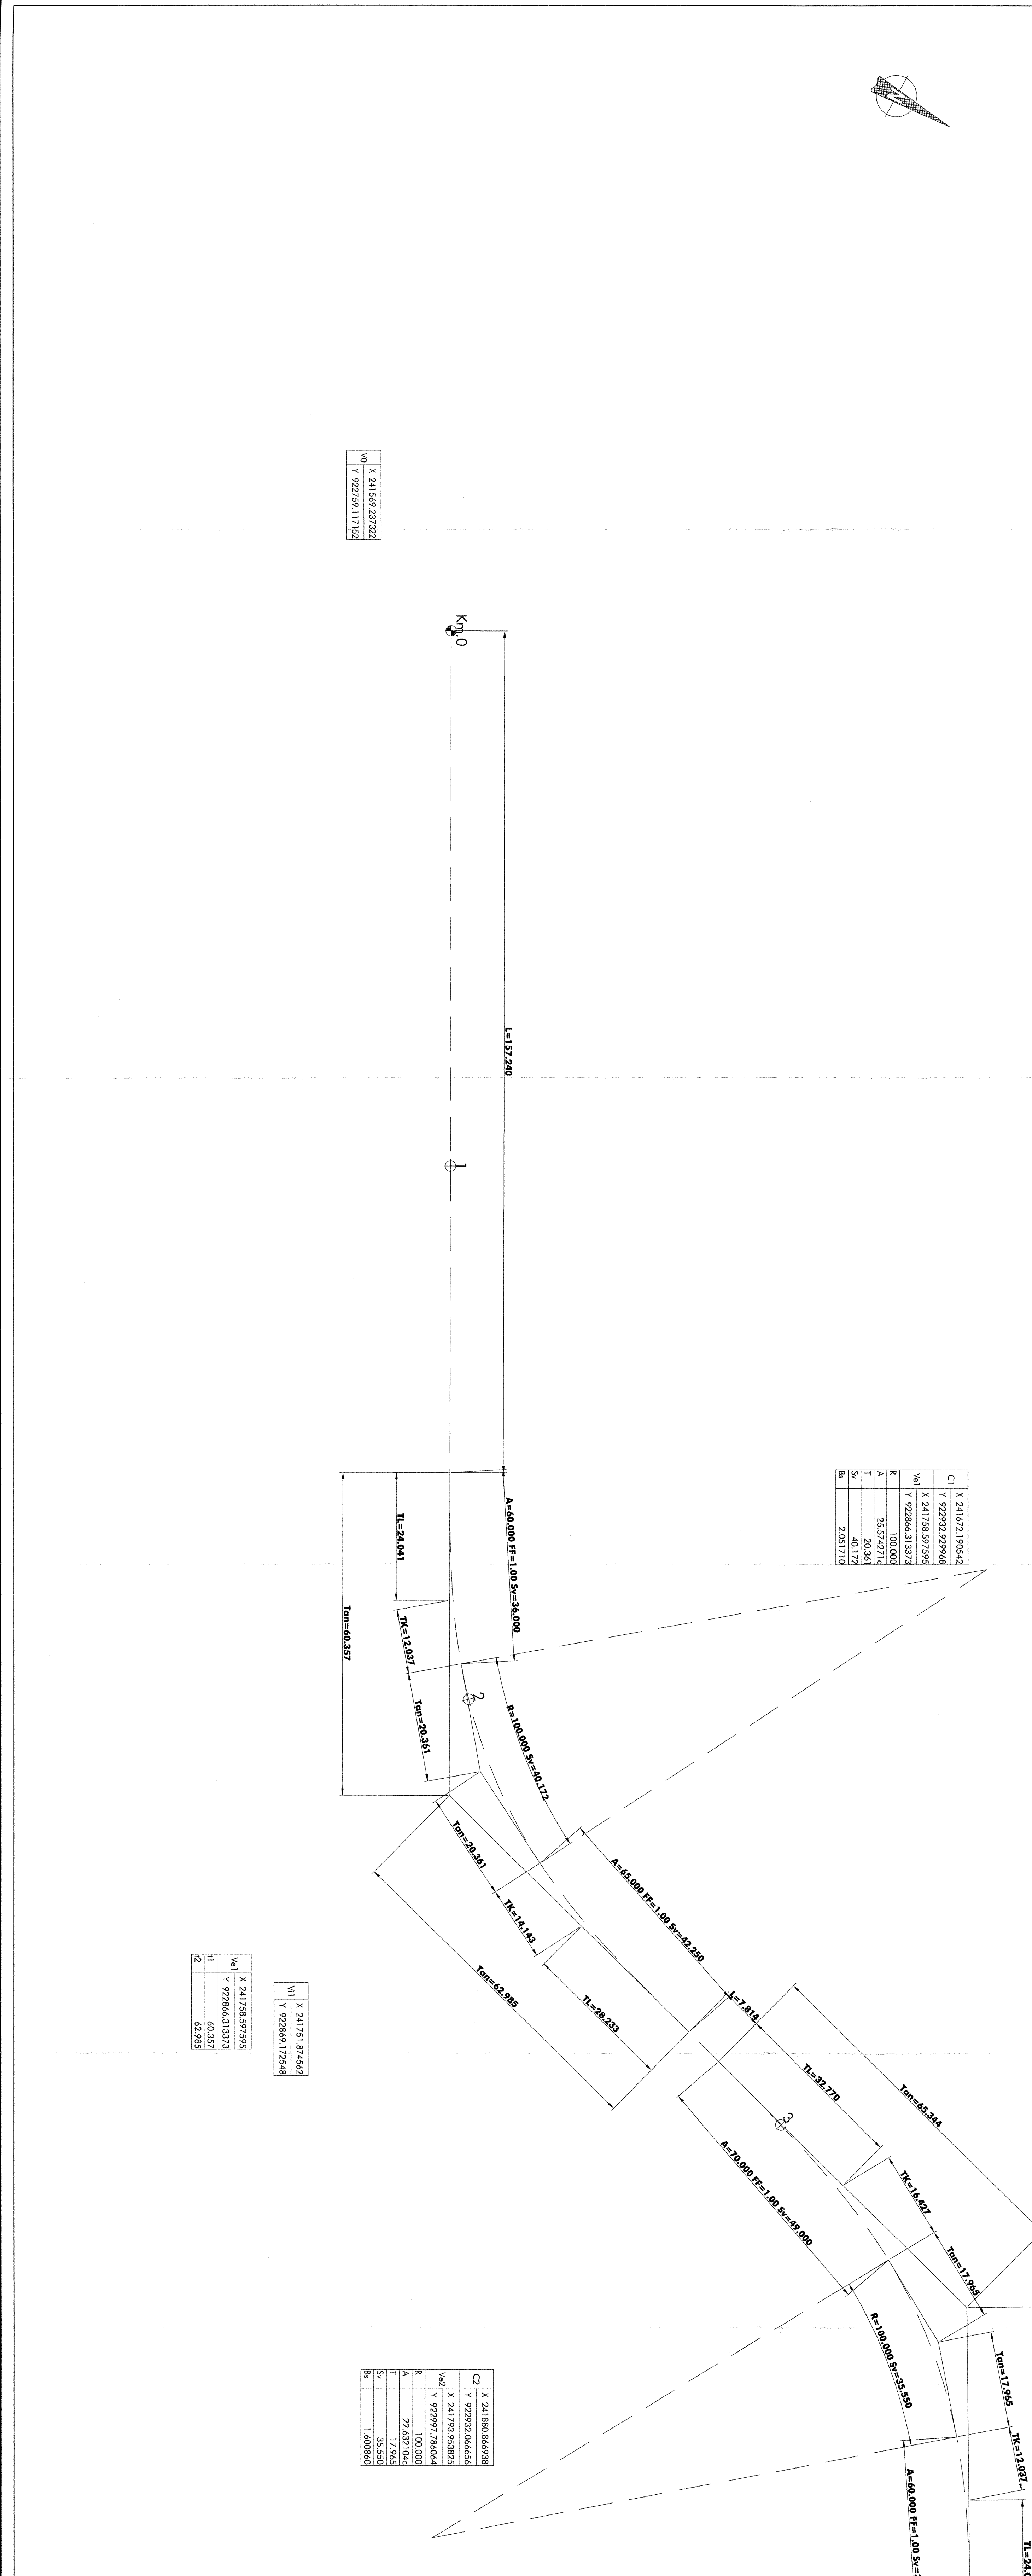 V0
X 241569.237322
Y 922759.117152
Km.0
L=157.240
1
C1
X 241672.190542
Y 922932.929968
Ve1
X 241758.597595
Y 922866.313373
R 100.000
A 25.574271c
T 20.361
Sv 40.172
Bs 2.051710
A=60.000 FF=1.00 Sv=36.000
TL=24.041
Tan=60.357
TK=12.037
2
Tan=20.361
R=100.000 Sv=40.172
Tan=20.361
TK=14.143
A=65.000 FF=1.00 Sv=42.250
Tan=62.985
TL=28.233
Ve1
X 241758.597595
Y 922866.313373
t1 60.357
t2 62.985
Vi1
X 241751.874562
Y 922869.172548
L=7.814
TL=32.770
Tan=65.344
3
A=70.000 FF=1.00 Sv=49.000
TK=16.427
Tan=17.965
R=100.000 Sv=35.550
Tan=17.965
TK=12.037
C2
X 241880.866938
Y 922932.066656
Ve2
X 241793.953825
Y 922997.786064
R 100.000
A 22.632104c
T 17.965
Sv 35.550
Bs 1.600860
A=60.000 FF=1.00